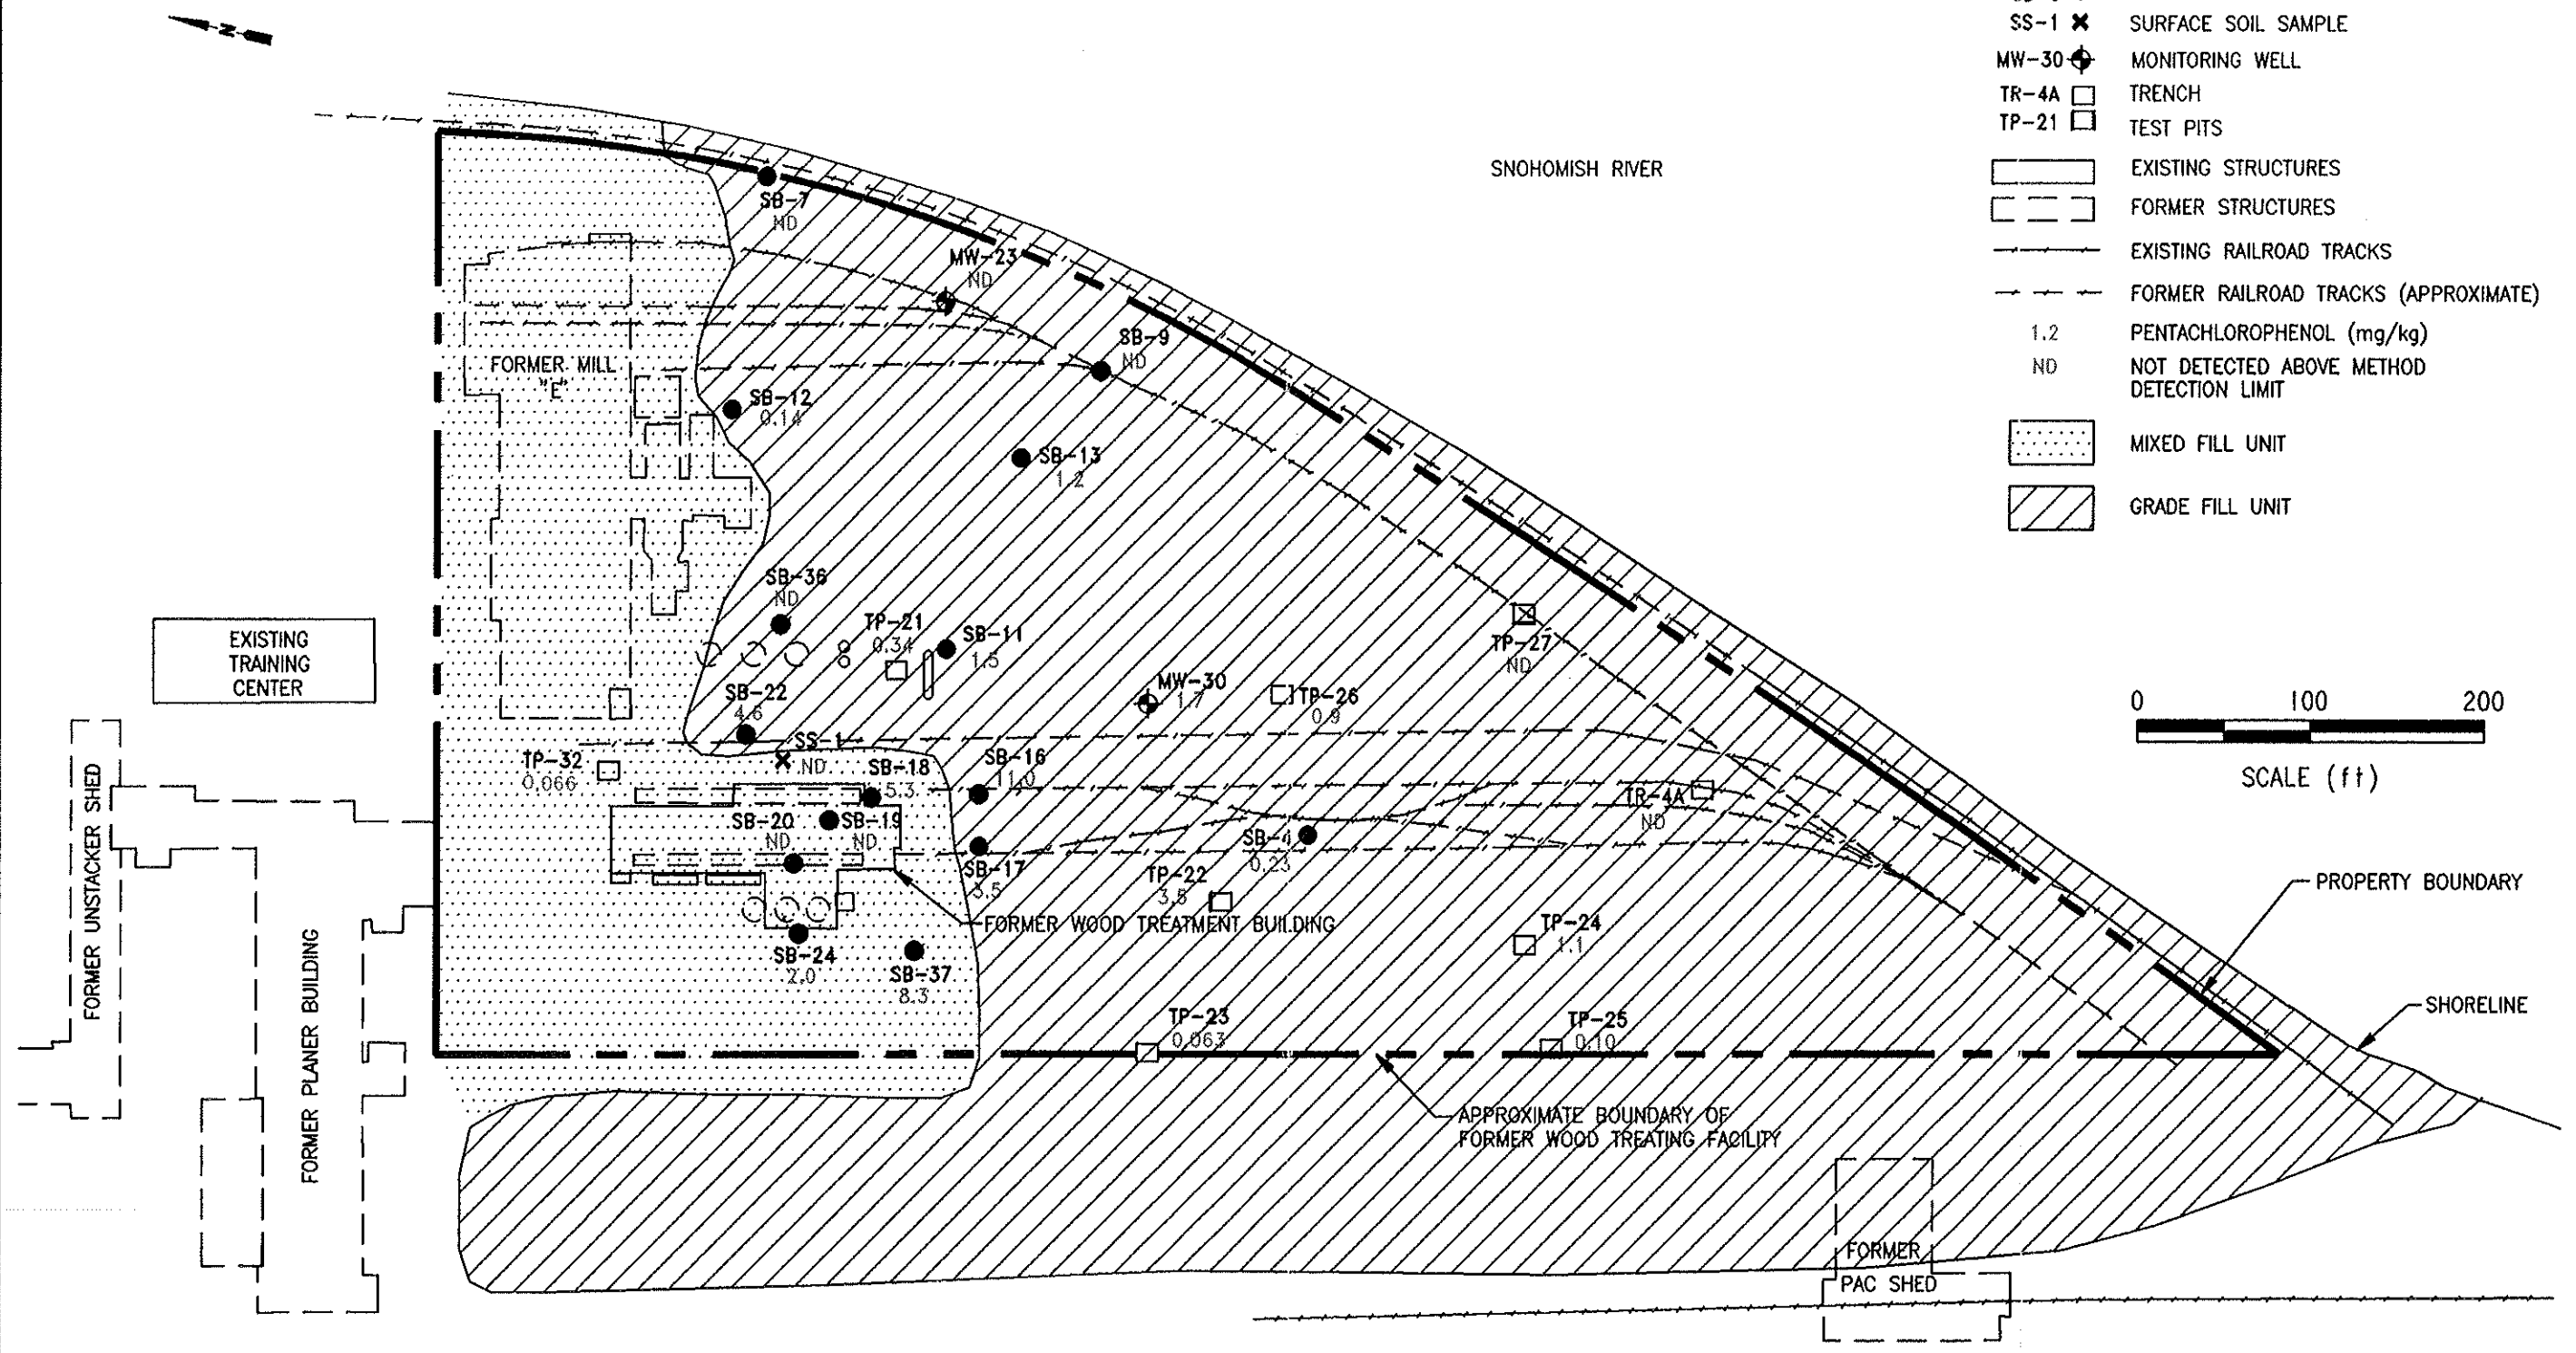 N
SS-1 SURFACE SOIL SAMPLE
MW-30 MONITORING WELL
TR-4A TRENCH
TP-21 TEST PITS
EXISTING STRUCTURES
FORMER STRUCTURES
EXISTING RAILROAD TRACKS
FORMER RAILROAD TRACKS (APPROXIMATE)
1.2 PENTACHLOROPHENOL (mg/kg)
ND NOT DETECTED ABOVE METHOD
DETECTION LIMIT
MIXED FILL UNIT
GRADE FILL UNIT
SNOHOMISH RIVER
SB-7
ND
MW-23
ND
SB-9
ND
FORMER MILL
"E"
SB-12
0.14
SB-13
1.2
SB-36
ND
TP-21
0.34
SB-11
1.5
EXISTING
TRAINING
CENTER
TP-27
ND
MW-30
1.7
TP-26
0.9
SB-22
4.6
SS-1
ND
TP-32
0.066
SB-18
5.3
SB-16
11.0
TR-4A
ND
SB-20
ND
SB-19
ND
SB-4
0.23
SB-17
3.5
TP-22
3.5
FORMER WOOD TREATMENT BUILDING
TP-24
1.1
SB-24
2.0
SB-37
8.3
TP-23
0.063
TP-25
0.10
0 100 200
SCALE (ft)
PROPERTY BOUNDARY
SHORELINE
APPROXIMATE BOUNDARY OF
FORMER WOOD TREATING FACILITY
FORMER UNSTACKER SHED
FORMER PLANER BUILDING
FORMER
PAC SHED